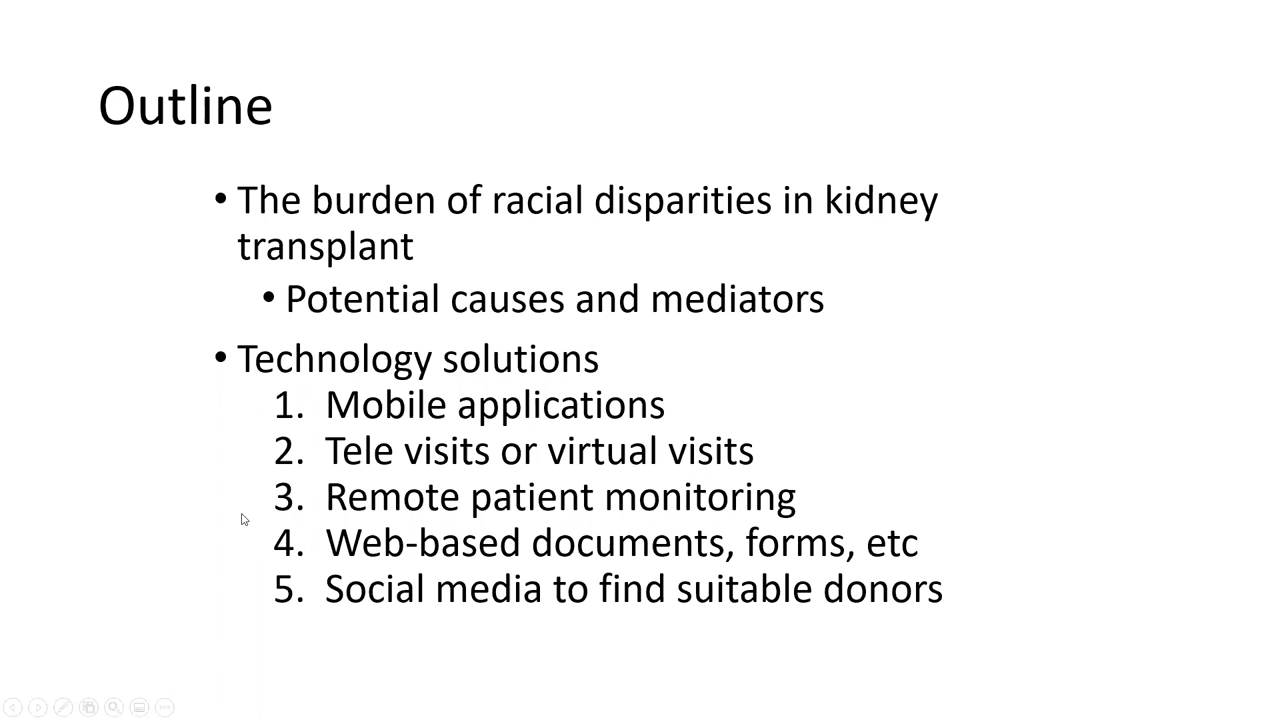 Outline
• The burden of racial disparities in kidney
transplant
• Potential causes and mediators
• Technology solutions
1. Mobile applications
2. Tele visits or virtual visits
3. Remote patient monitoring
4. Web-based documents, forms, etc
5. Social media to find suitable donors